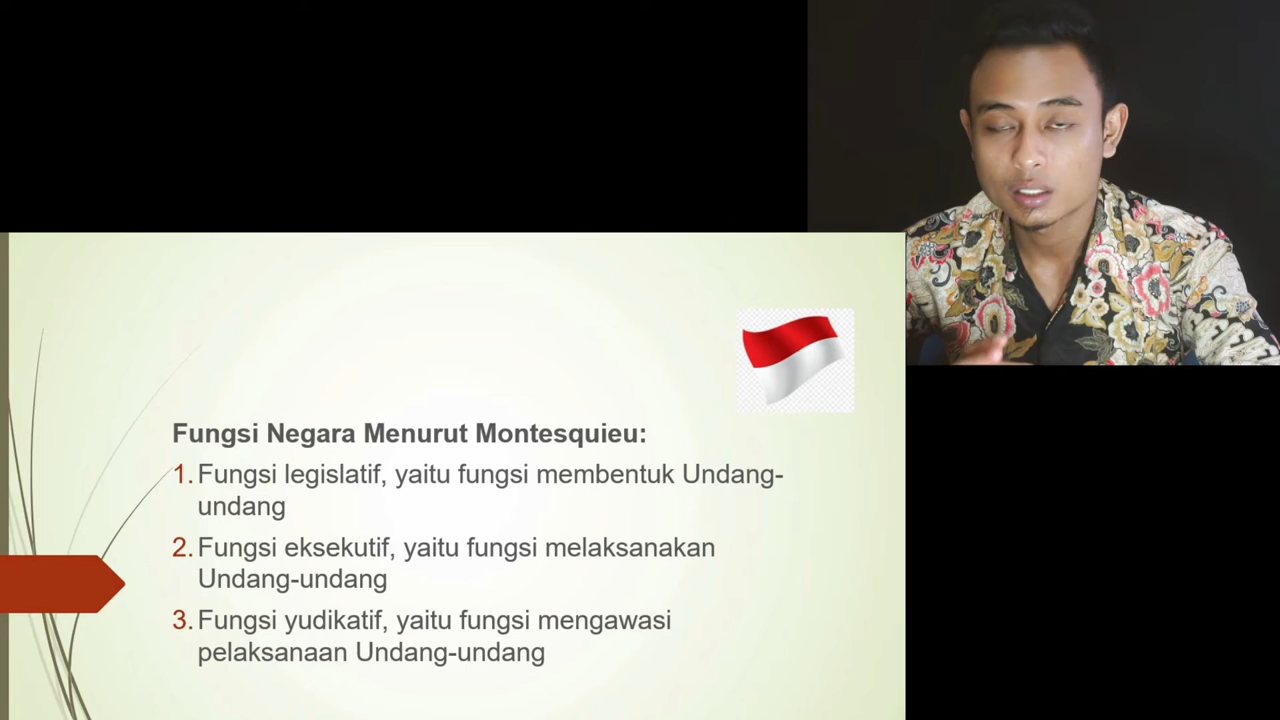 Fungsi Negara Menurut Montesquieu:
1. Fungsi legislatif, yaitu fungsi membentuk Undang-
undang
2. Fungsi eksekutif, yaitu fungsi melaksanakan
Undang-undang
3. Fungsi yudikatif, yaitu fungsi mengawasi
pelaksanaan Undang-undang